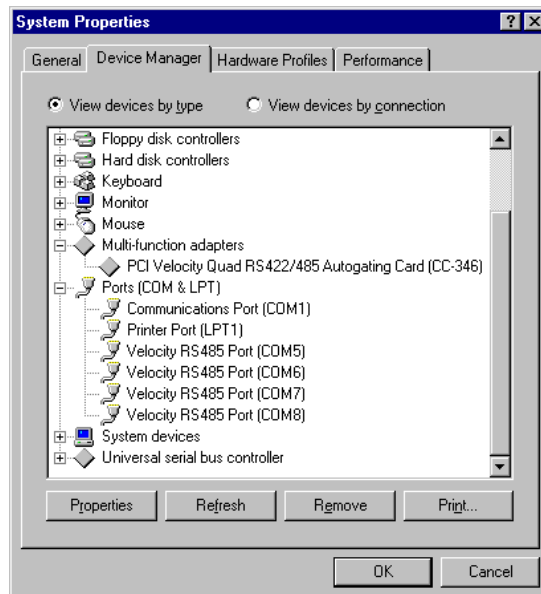 System Properties
General Device Manager Hardware Profiles Performance
View devices by type View devices by connection
Floppy disk controllers
Hard disk controllers
Keyboard
Monitor
Mouse
Multi-function adapters
PCI Velocity Quad RS422/485 Autogating Card (CC-346)
Ports (COM & LPT)
Communications Port (COM1)
Printer Port (LPT1)
Velocity RS485 Port (COM5)
Velocity RS485 Port (COM6)
Velocity RS485 Port (COM7)
Velocity RS485 Port (COM8)
System devices
Universal serial bus controller
Properties Refresh Remove Print...
OK Cancel